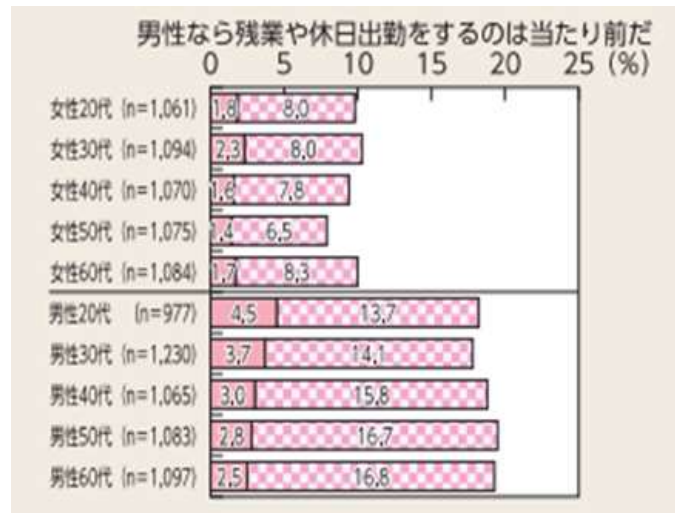 男性なら残業や休日出勤をするのは当たり前だ
0 5 10 15 20 25 (%)
女性20代 (n=1,061) 1.8 8.0
女性30代 (n=1,094) 2.3 8.0
女性40代 (n=1,070) 1.6 7.8
女性50代 (n=1,075) 1.4 6.5
女性60代 (n=1,084) 1.7 8.3
男性20代 (n=977) 4.5 13.7
男性30代 (n=1,230) 3.7 14.1
男性40代 (n=1,065) 3.0 15.8
男性50代 (n=1,083) 2.8 16.7
男性60代 (n=1,097) 2.5 16.8